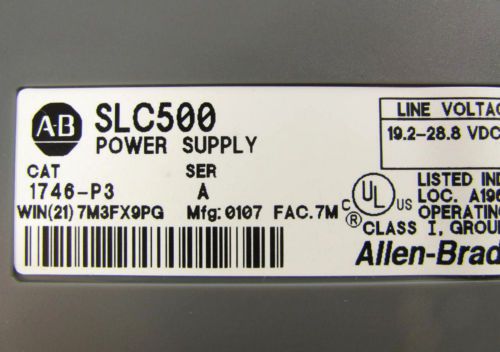 AB SLC500
POWER SUPPLY
CAT SER
1746-P3 A
WIN(21) 7M3FX9PG Mfg: 0107 FAC. 7M
LINE VOLTAG
19.2-28.8 VDC
C UL ®
LISTED IND
LOC. A196
OPERATING
CLASS I, GROU
Allen-Brad